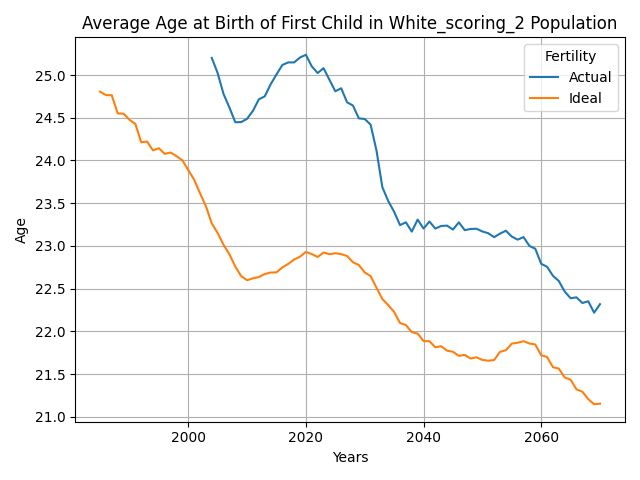 Average Age at Birth of First Child in White_scoring_2 Population
Fertility
Actual
Ideal
25.0
24.5
24.0
23.5
23.0
22.5
22.0
21.5
21.0
Age
2000
2020
2040
2060
Years